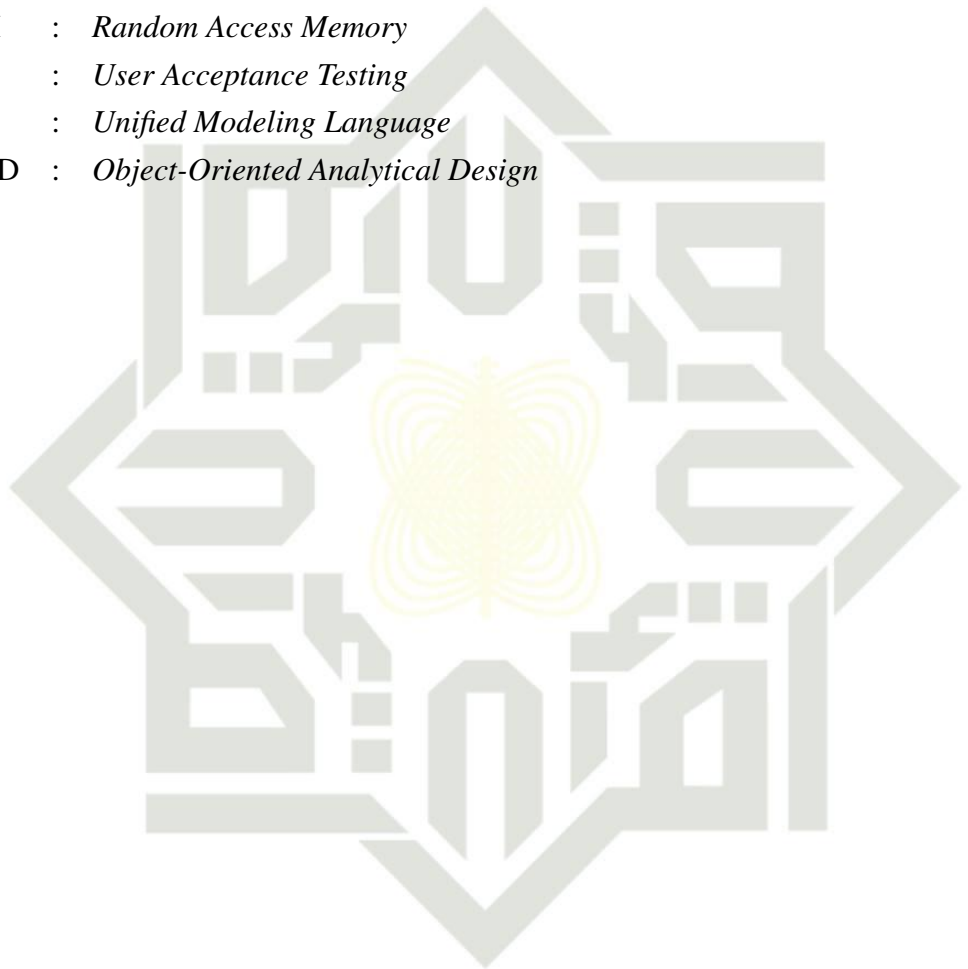 : Random Access Memory
: User Acceptance Testing
: Unified Modeling Language
D : Object-Oriented Analytical Design